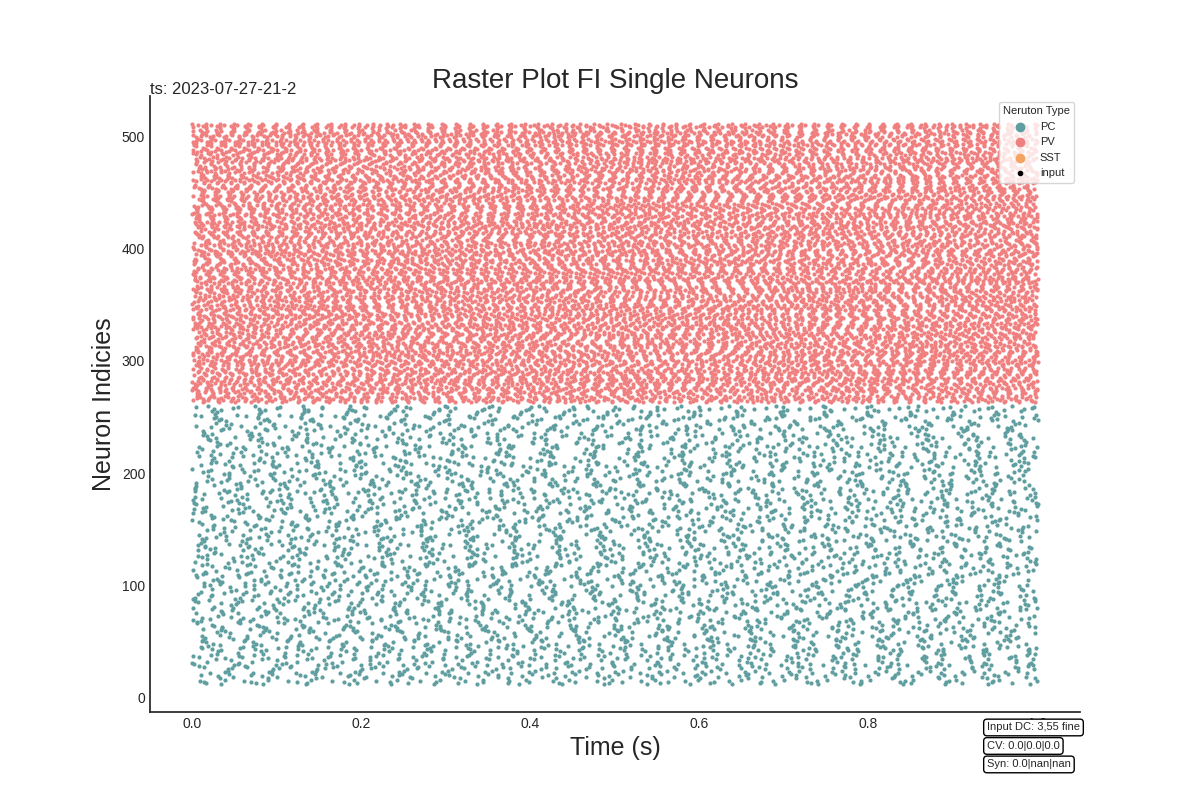 Raster Plot FI Single Neurons
ts: 2023-07-27-21-2
Neruton Type
PC
PV
SST
input
500
400
300
200
100
0
Neuron Indicies
0.0 0.2 0.4 0.6 0.8
Time (s)
Input DC: 3,55 fine
CV: 0.0|0.0|0.0
Syn: 0.0|nan|nan